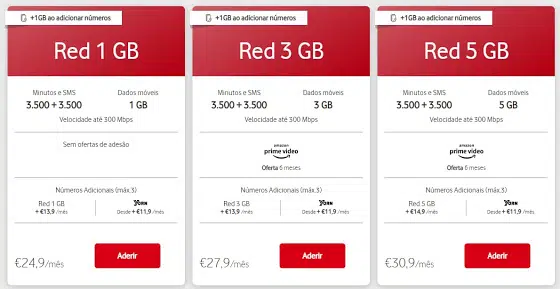 +1GB ao adicionar números
Red 1 GB
Minutos e SMS Dados móveis
3.500 + 3.500 1 GB
Velocidade até 300 Mbps
Sem ofertas de adesão
Números Adicionais (máx.3)
Red 1 GB YORN
+ €13,9 /mês Desde + €11,9 /mês
€24,9/mês Aderir
+1GB ao adicionar números
Red 3 GB
Minutos e SMS Dados móveis
3.500 + 3.500 3 GB
Velocidade até 300 Mbps
amazon
prime video
Oferta 6 meses
Números Adicionais (máx.3)
Red 3 GB YORN
+ €13,9 /mês Desde + €11,9 /mês
€27,9/mês Aderir
+1GB ao adicionar números
Red 5 GB
Minutos e SMS Dados móveis
3.500 + 3.500 5 GB
Velocidade até 300 Mbps
amazon
prime video
Oferta 6 meses
Números Adicionais (máx.3)
Red 5 GB YORN
+ €14,9 /mês Desde + €11,9 /mês
€30,9/mês Aderir